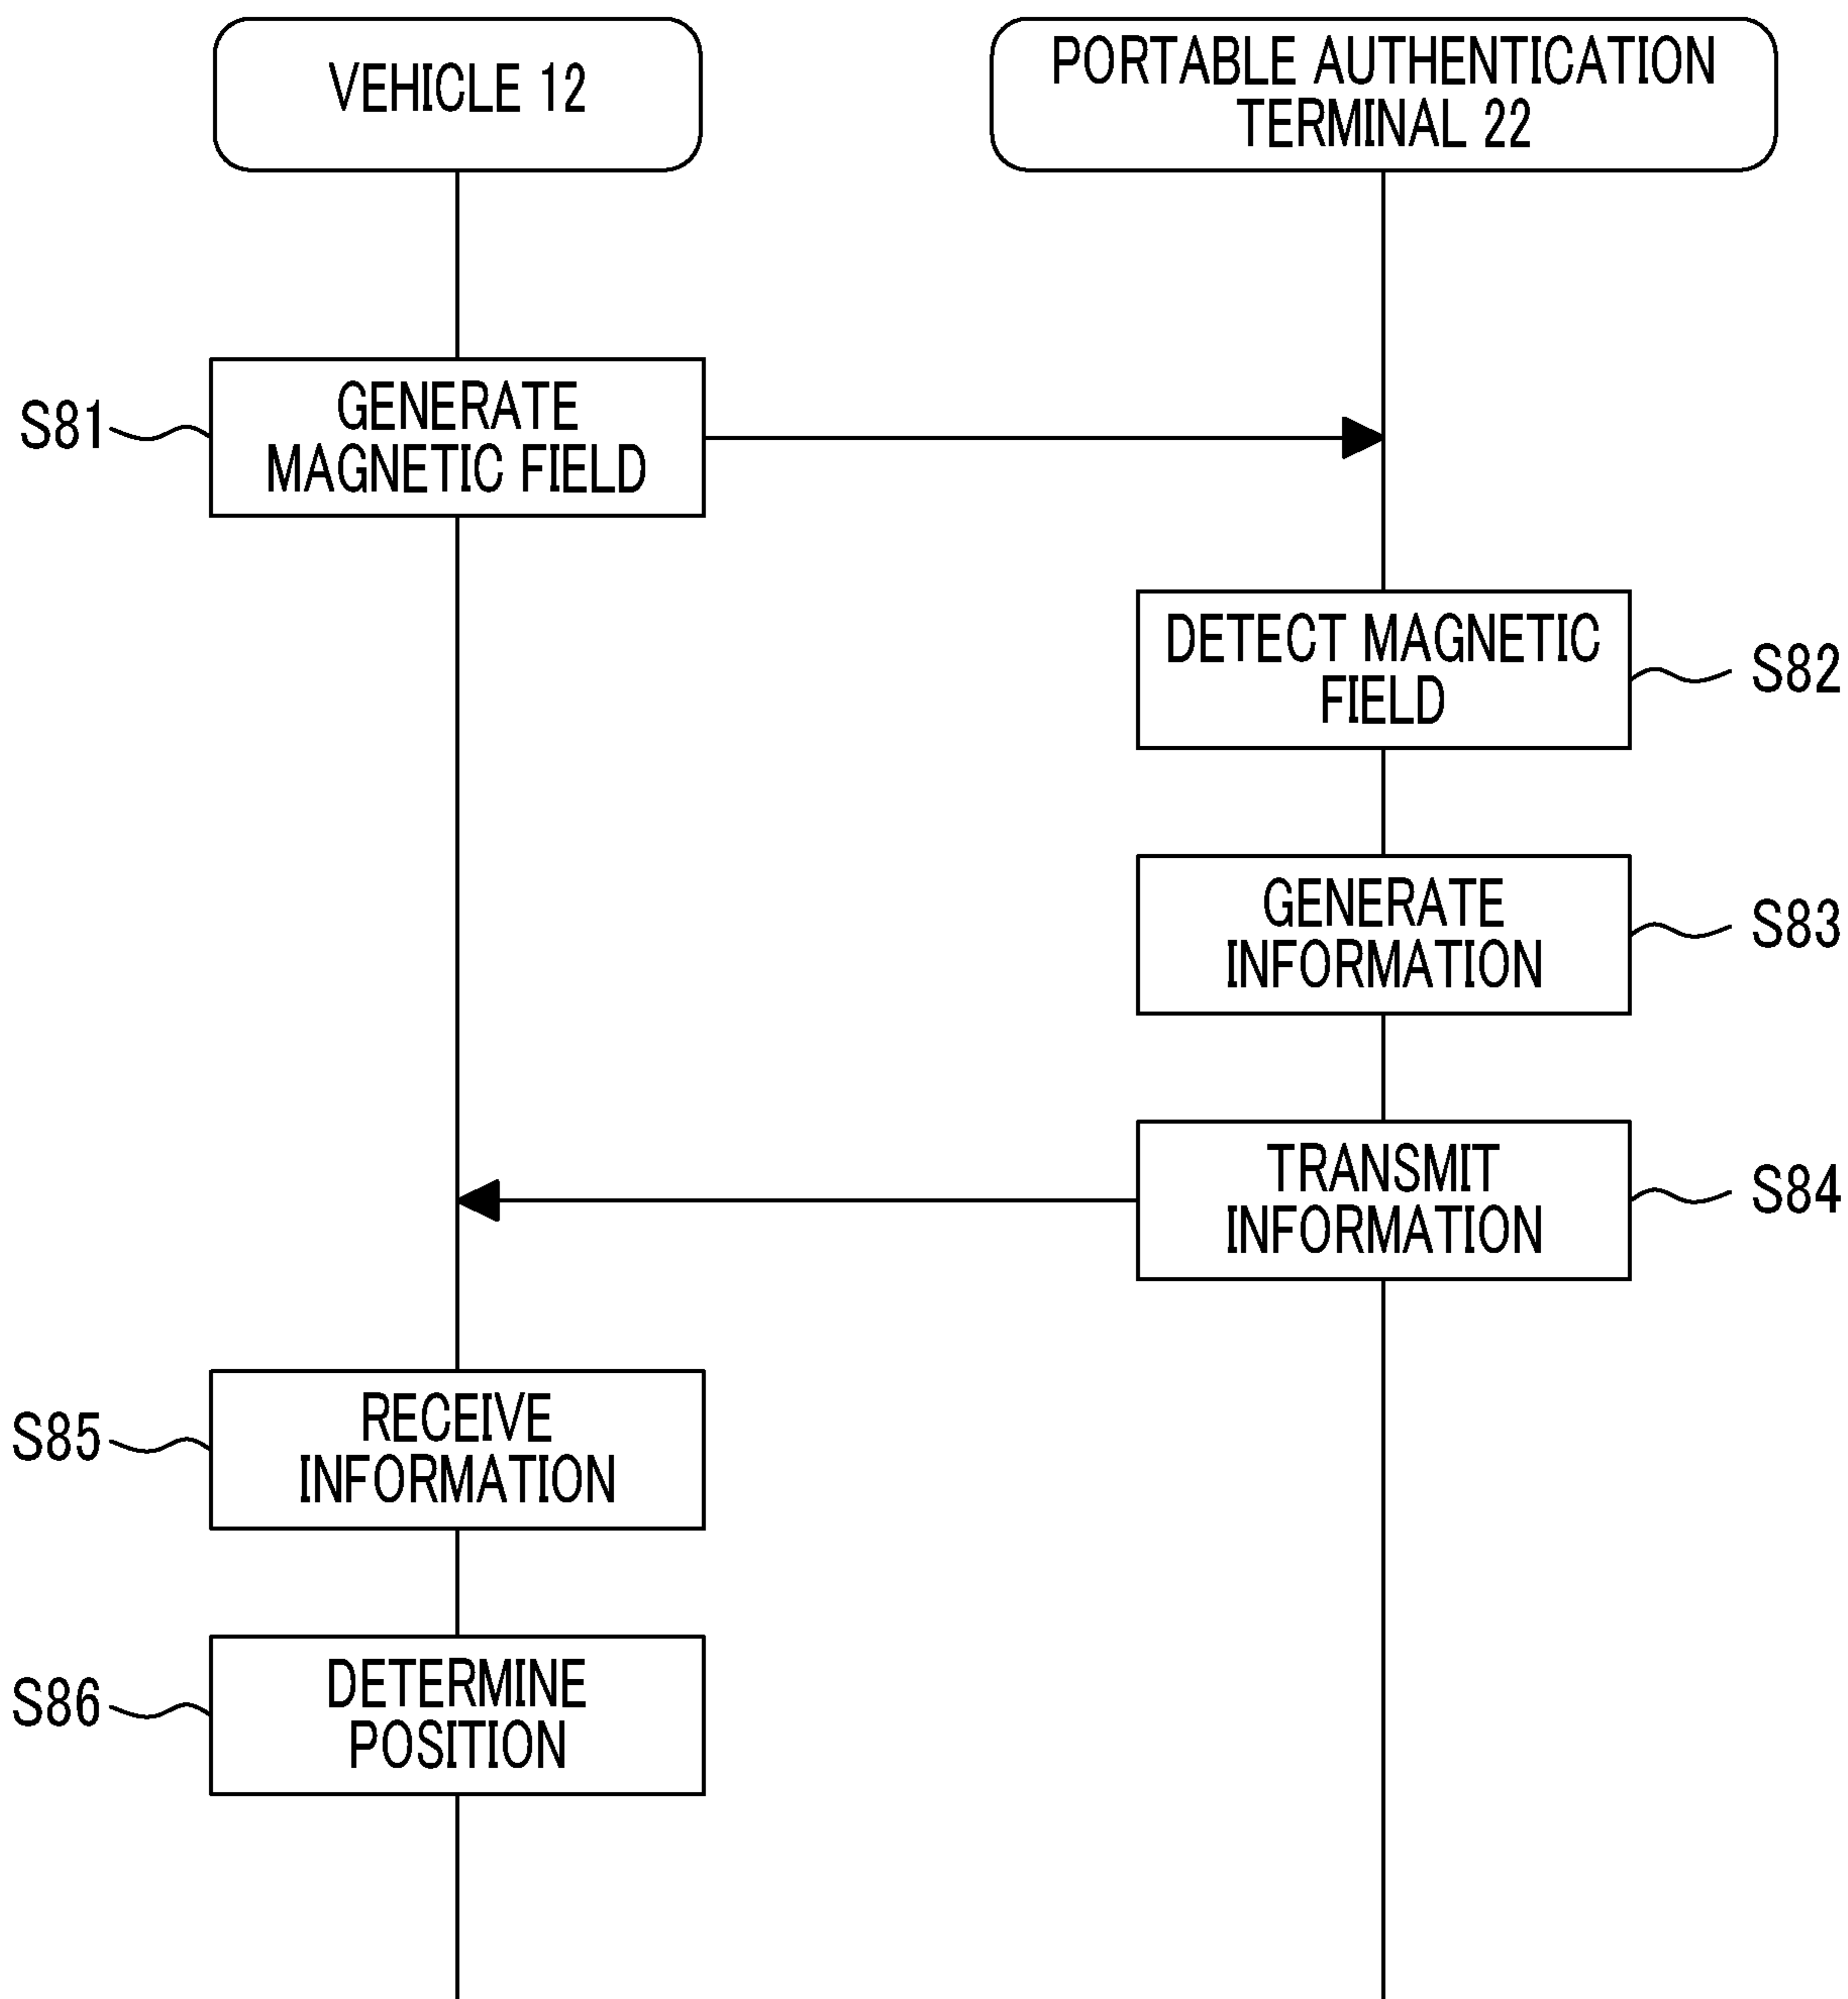 VEHICLE 12
PORTABLE AUTHENTICATION
TERMINAL 22
S81
GENERATE
MAGNETIC FIELD
DETECT MAGNETIC
FIELD
S82
GENERATE
INFORMATION
S83
TRANSMIT
INFORMATION
S84
S85
RECEIVE
INFORMATION
S86
DETERMINE
POSITION